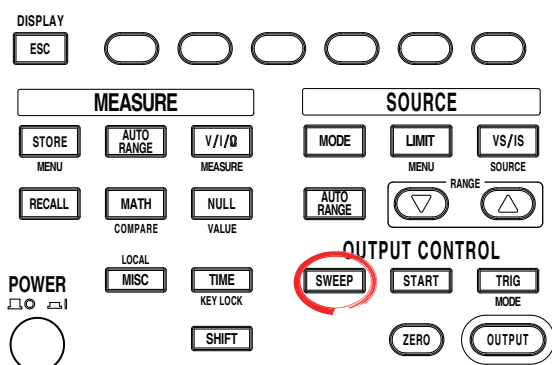 DISPLAY
ESC
MEASURE
SOURCE
STORE
AUTO RANGE
V/I/Ω
MODE
LIMIT
VS/IS
MENU
MEASURE
MENU
SOURCE
RECALL
MATH
NULL
AUTO RANGE
RANGE
COMPARE
VALUE
OUTPUT CONTROL
LOCAL
MISC
TIME
SWEEP
START
TRIG
KEY LOCK
MODE
POWER
SHIFT
ZERO
OUTPUT